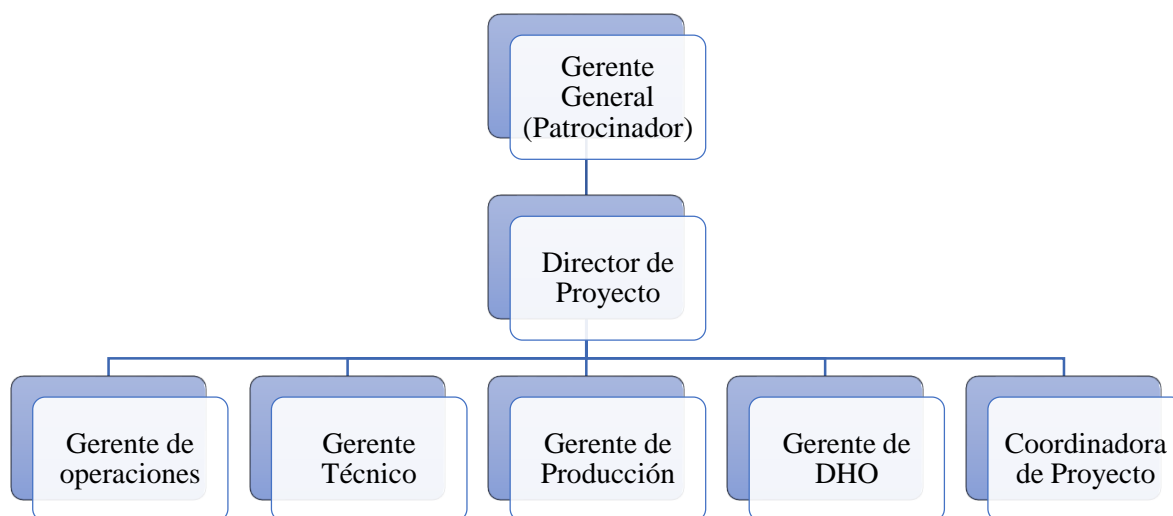 Gerente
General
(Patrocinador)
Director de
Proyecto
Gerente de
operaciones
Gerente
Técnico
Gerente de
Producción
Gerente de
DHO
Coordinadora
de Proyecto